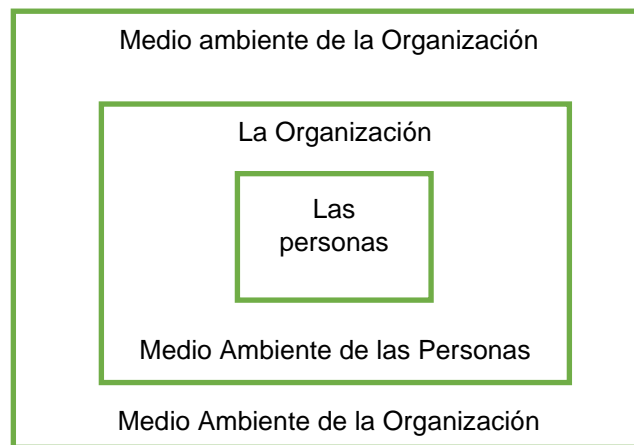 Medio ambiente de la Organización
La Organización
Las
personas
Medio Ambiente de las Personas
Medio Ambiente de la Organización